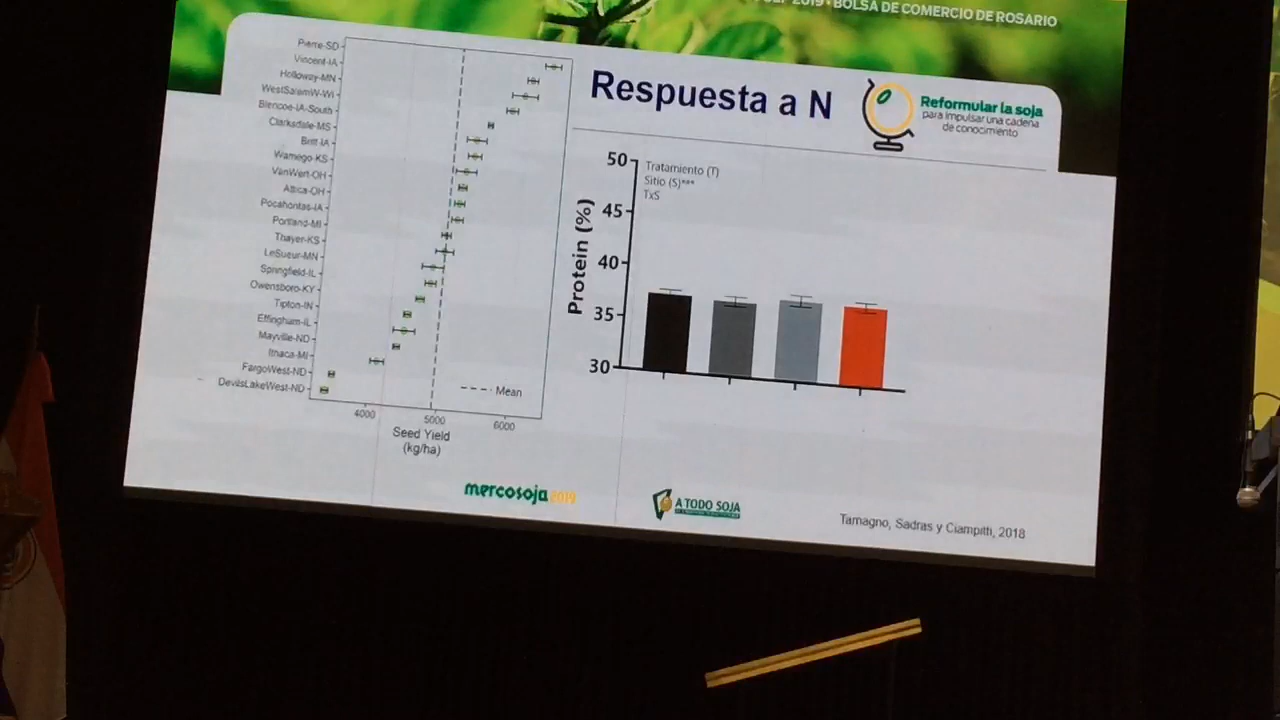 2019 · BOLSA DE COMERCIO DE ROSARIO
Respuesta a N
Reformular la soja
para impulsar una cadena
de conocimiento
Pierre-SD
Vincent-IA
Holloway-MN
WestSalemW-WI
Blencoe-IA-South
Clarksdale-MS
Britt-IA
Wamego-KS
VanWert-OH
Attica-OH
Pocahontas-IA
Portland-MI
Thayer-KS
LeSueur-MN
Springfield-IL
Owensboro-KY
Tipton-IN
Effingham-IL
Mayville-ND
Ithaca-MI
FargoWest-ND
DevilsLakeWest-ND
Mean
4000
5000
6000
Seed Yield
(kg/ha)
Protein (%)
50
45
40
35
30
Tratamiento (T)
Sitio (S)***
TxS
mercosoja 2019
A TODO SOJA
Tamagno, Sadras y Ciampitti, 2018